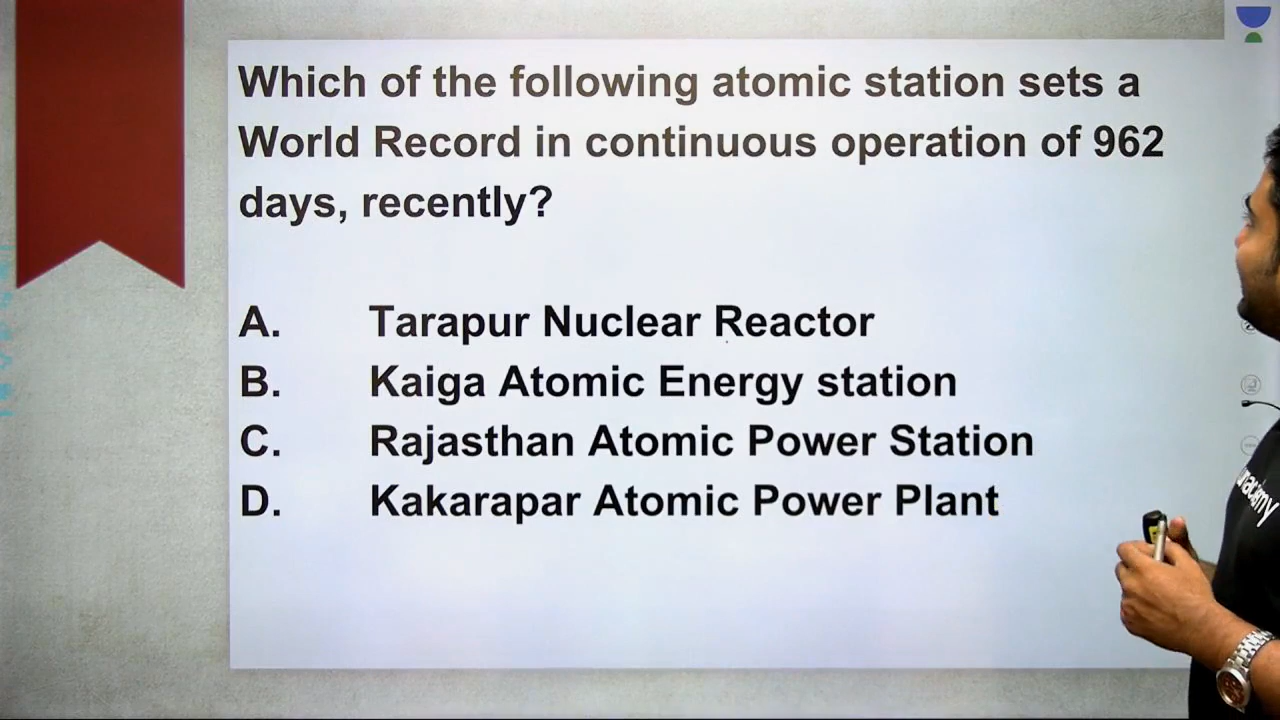 Which of the following atomic station sets a
World Record in continuous operation of 962
days, recently?
A. Tarapur Nuclear Reactor
B. Kaiga Atomic Energy station
C. Rajasthan Atomic Power Station
D. Kakarapar Atomic Power Plant